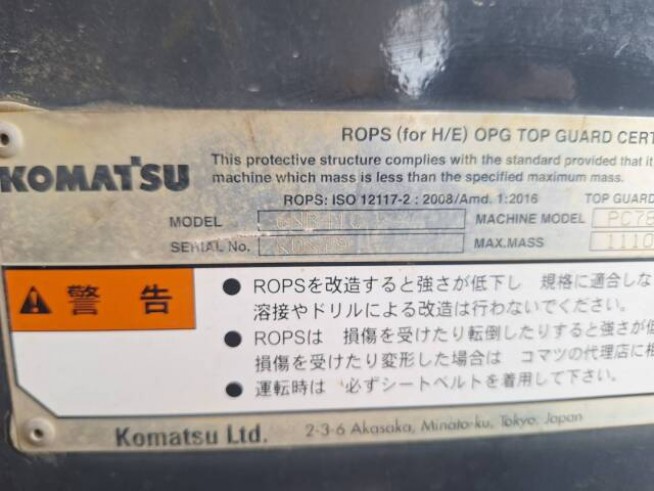 ROPS (for H/E) OPG TOP GUARD CERT
KOMATSU
This protective structure complies with the standard provided that it
machine which mass is less than the specified maximum mass.
ROPS: ISO 12117-2 : 2008/Amd. 1:2016 TOP GUARD
MODEL MACHINE MODEL PC78
SERIAL No. MAX.MASS 1110
警告
● ROPSを改造すると強さが低下し 規格に適合しな
溶接やドリルによる改造は行わないでください。
● ROPSは 損傷を受けたり転倒したりすると強さが低
損傷を受けたり変形した場合は コマツの代理店に相
● 運転時は 必ずシートベルトを着用して下さい。
Komatsu Ltd. 2-3-6 Akasaka, Minato-ku, Tokyo, Japan